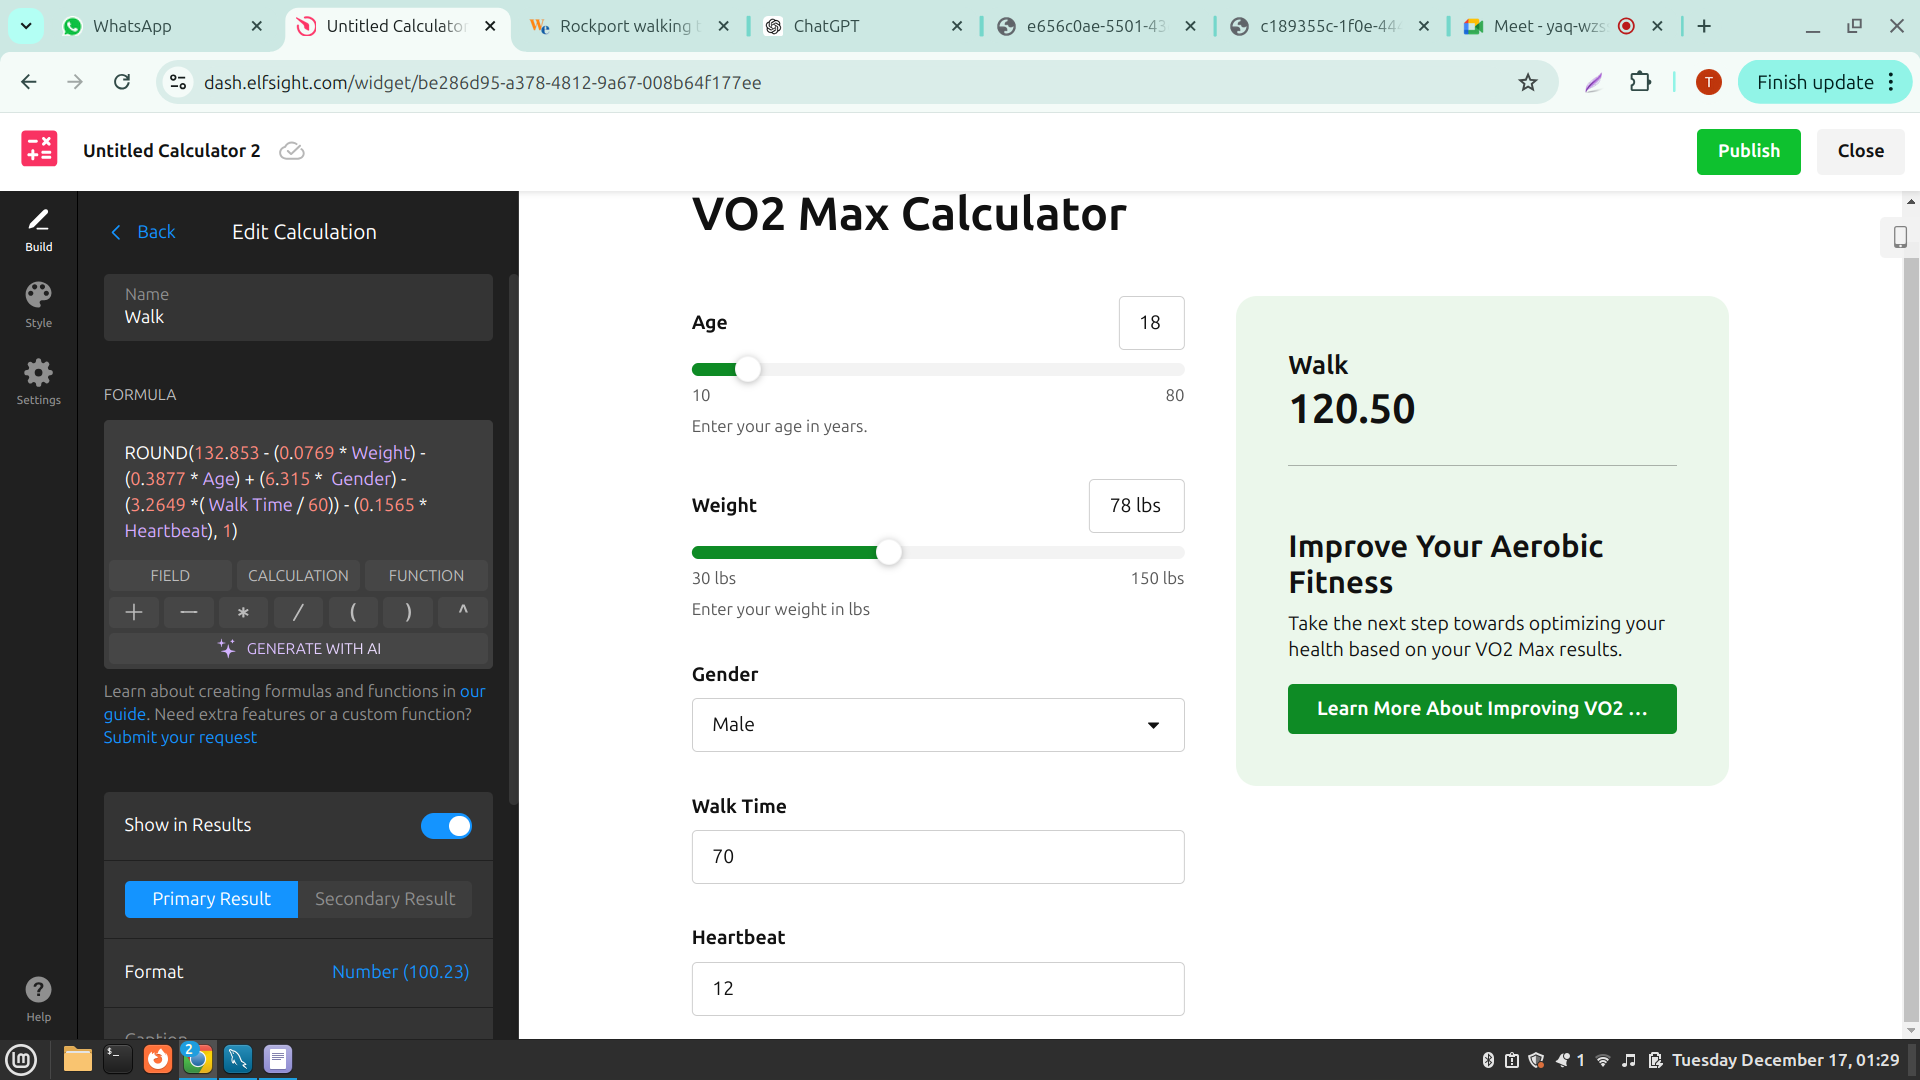 WhatsApp
Untitled Calculator
Rockport walking t
ChatGPT
e656c0ae-5501-43
c189355c-1f0e-44
Meet - yaq-wzs
dash.elfsight.com/widget/be286d95-a378-4812-9a67-008b64f177ee
T
Finish update
Untitled Calculator 2
Publish
Close
Build
Style
Settings
Help
Back
Edit Calculation
Name
Walk
FORMULA
ROUND(132.853 - (0.0769 * Weight) -
(0.3877 * Age) + (6.315 * Gender) -
(3.2649 *( Walk Time / 60)) - (0.1565 *
Heartbeat), 1)
FIELD
CALCULATION
FUNCTION
+ − * / ( ) ^
GENERATE WITH AI
Learn about creating formulas and functions in our
guide. Need extra features or a custom function?
Submit your request
Show in Results
Primary Result
Secondary Result
Format
Number (100.23)
Caption
VO2 Max Calculator
Age
18
10
80
Enter your age in years.
Weight
78 lbs
30 lbs
150 lbs
Enter your weight in lbs
Gender
Male
Walk Time
70
Heartbeat
12
Walk
120.50
Improve Your Aerobic
Fitness
Take the next step towards optimizing your
health based on your VO2 Max results.
Learn More About Improving VO2 ...
2
1
Tuesday December 17, 01:29